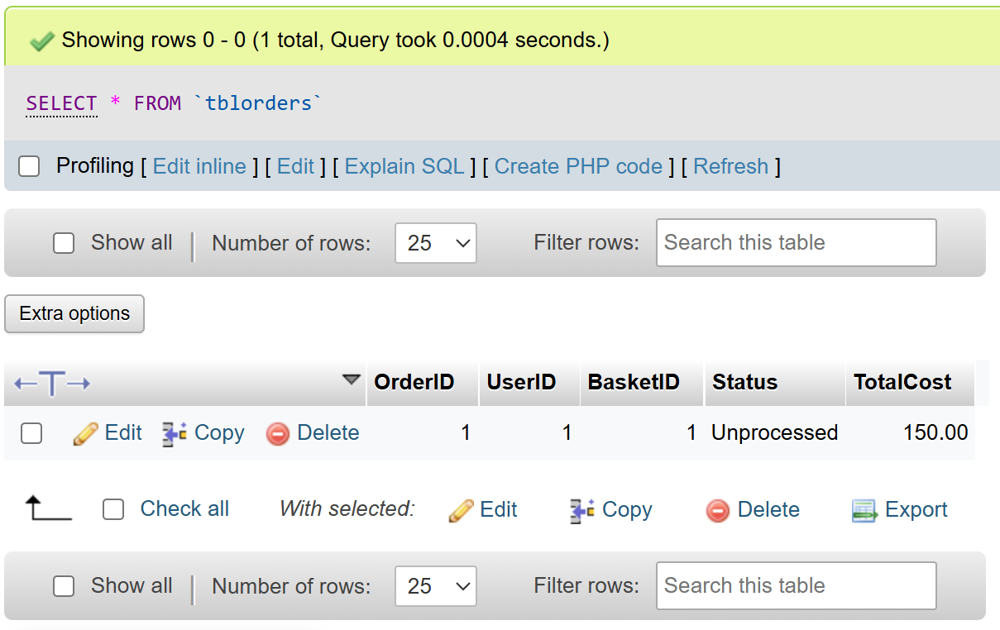 Showing rows 0 - 0 (1 total, Query took 0.0004 seconds.)
SELECT * FROM `tblorders`
Profiling [ Edit inline ] [ Edit ] [ Explain SQL ] [ Create PHP code ] [ Refresh ]
Show all Number of rows: 25 Filter rows: Search this table
Extra options
OrderID UserID BasketID Status TotalCost
Edit Copy Delete 1 1 1 Unprocessed 150.00
Check all With selected: Edit Copy Delete Export
Show all Number of rows: 25 Filter rows: Search this table